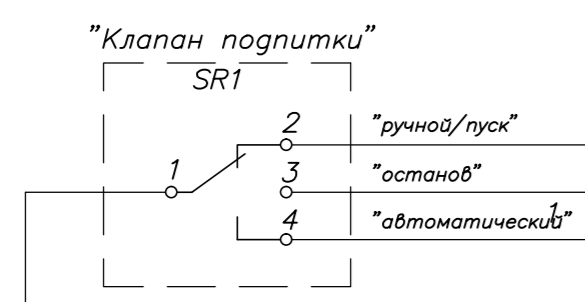 "Клапан подпитки"
SR1
2 "ручной/пуск"
1
3 "останов"
1
4 "автоматический"